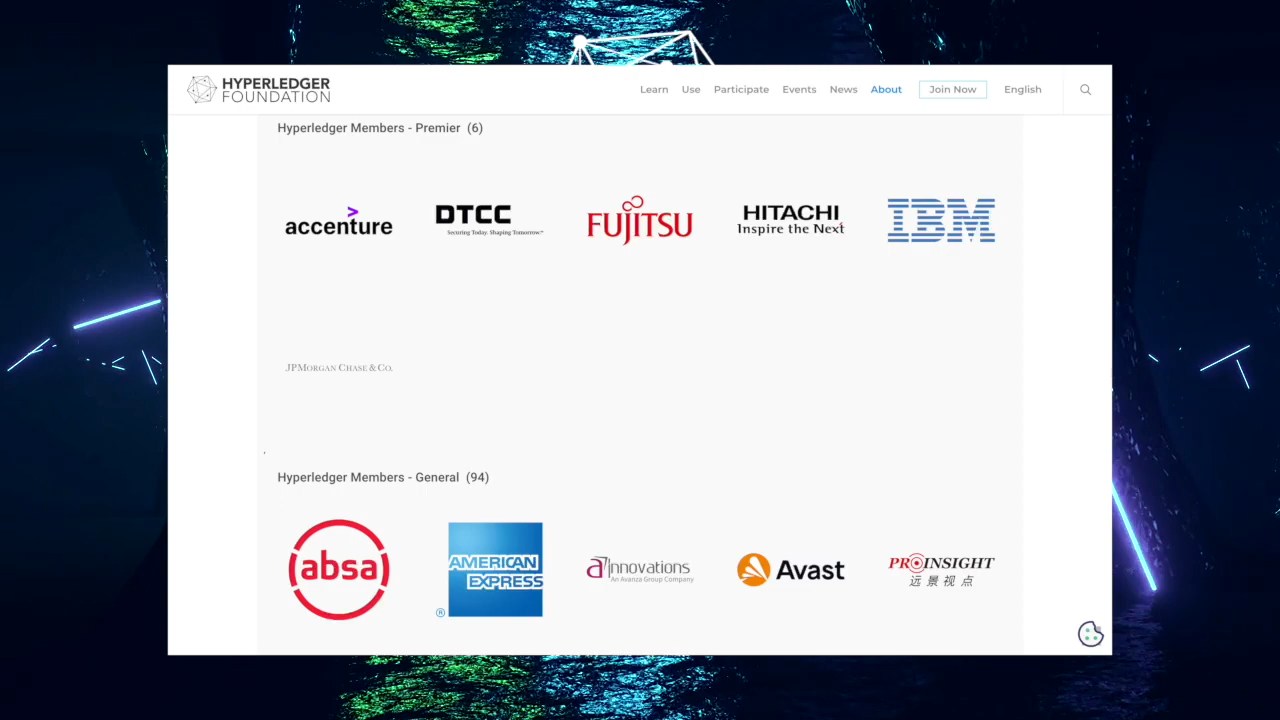 HYPERLEDGER
FOUNDATION
Learn Use Participate Events News About Join Now English
Hyperledger Members - Premier (6)
accenture
DTCC
Securing Today. Shaping Tomorrow.™
FUJITSU
HITACHI
Inspire the Next
IBM
JPMORGAN CHASE & CO.
Hyperledger Members - General (94)
absa
AMERICAN
EXPRESS
®
a innovations
An Avanza Group Company
Avast
PROINSIGHT
远景视点